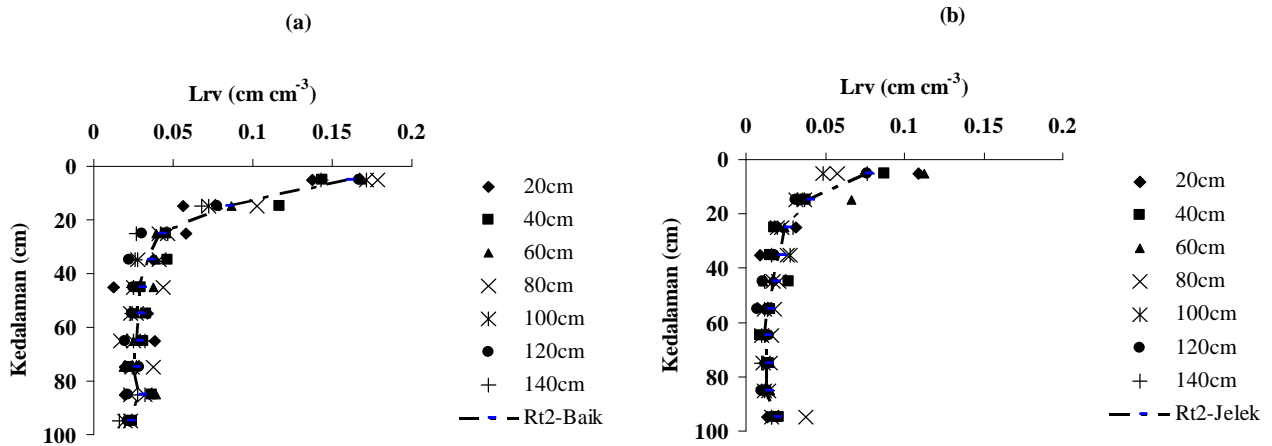 (a)
Lrv (cm cm-3)
0 0.05 0.1 0.15 0.2
0
20
40
60
80
100
Kedalaman (cm)
20cm
40cm
60cm
80cm
100cm
120cm
140cm
Rt2-Baik
(b)
Lrv (cm cm-3)
0 0.05 0.1 0.15 0.2
0
20
40
60
80
100
Kedalaman (cm)
20cm
40cm
60cm
80cm
100cm
120cm
140cm
Rt2-Jelek